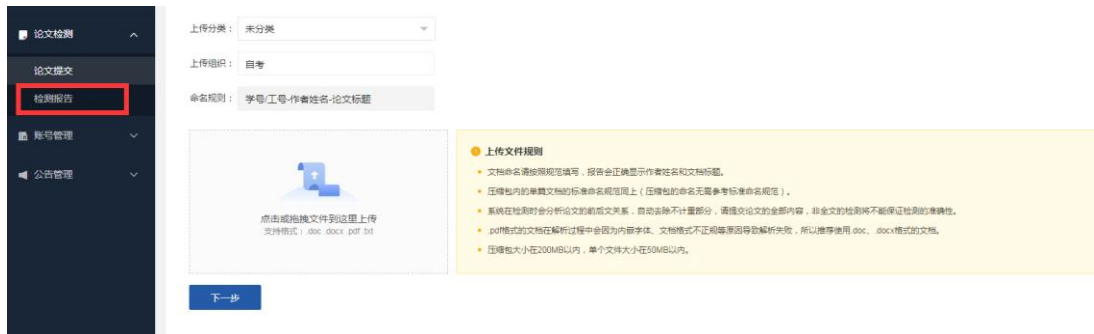 论文检测
论文提交
检测报告
账号管理
公告管理
上传分类： 未分类
上传组织： 自考
命名规则： 学号/工号-作者姓名-论文标题
点击或拖拽文件到这里上传
支持格式：.doc .docx .pdf .txt
上传文件规则
文档命名请按照规范填写，报告会正确显示作者姓名和文档标题。
压缩包内的单篇文档的标准命名规范同上（压缩包的命名无需参考标准命名规范）。
系统在检测时会分析论文的前后文关系，自动去除不计重部分，请提交论文的全部内容，非全文的检测将不能保证检测的准确性。
.pdf格式的文档在解析过程中会因为内嵌字体、文档格式不正规等原因导致解析失败，所以推荐使用.doc、.docx格式的文档。
压缩包大小在200MB以内，单个文件大小在50MB以内。
下一步